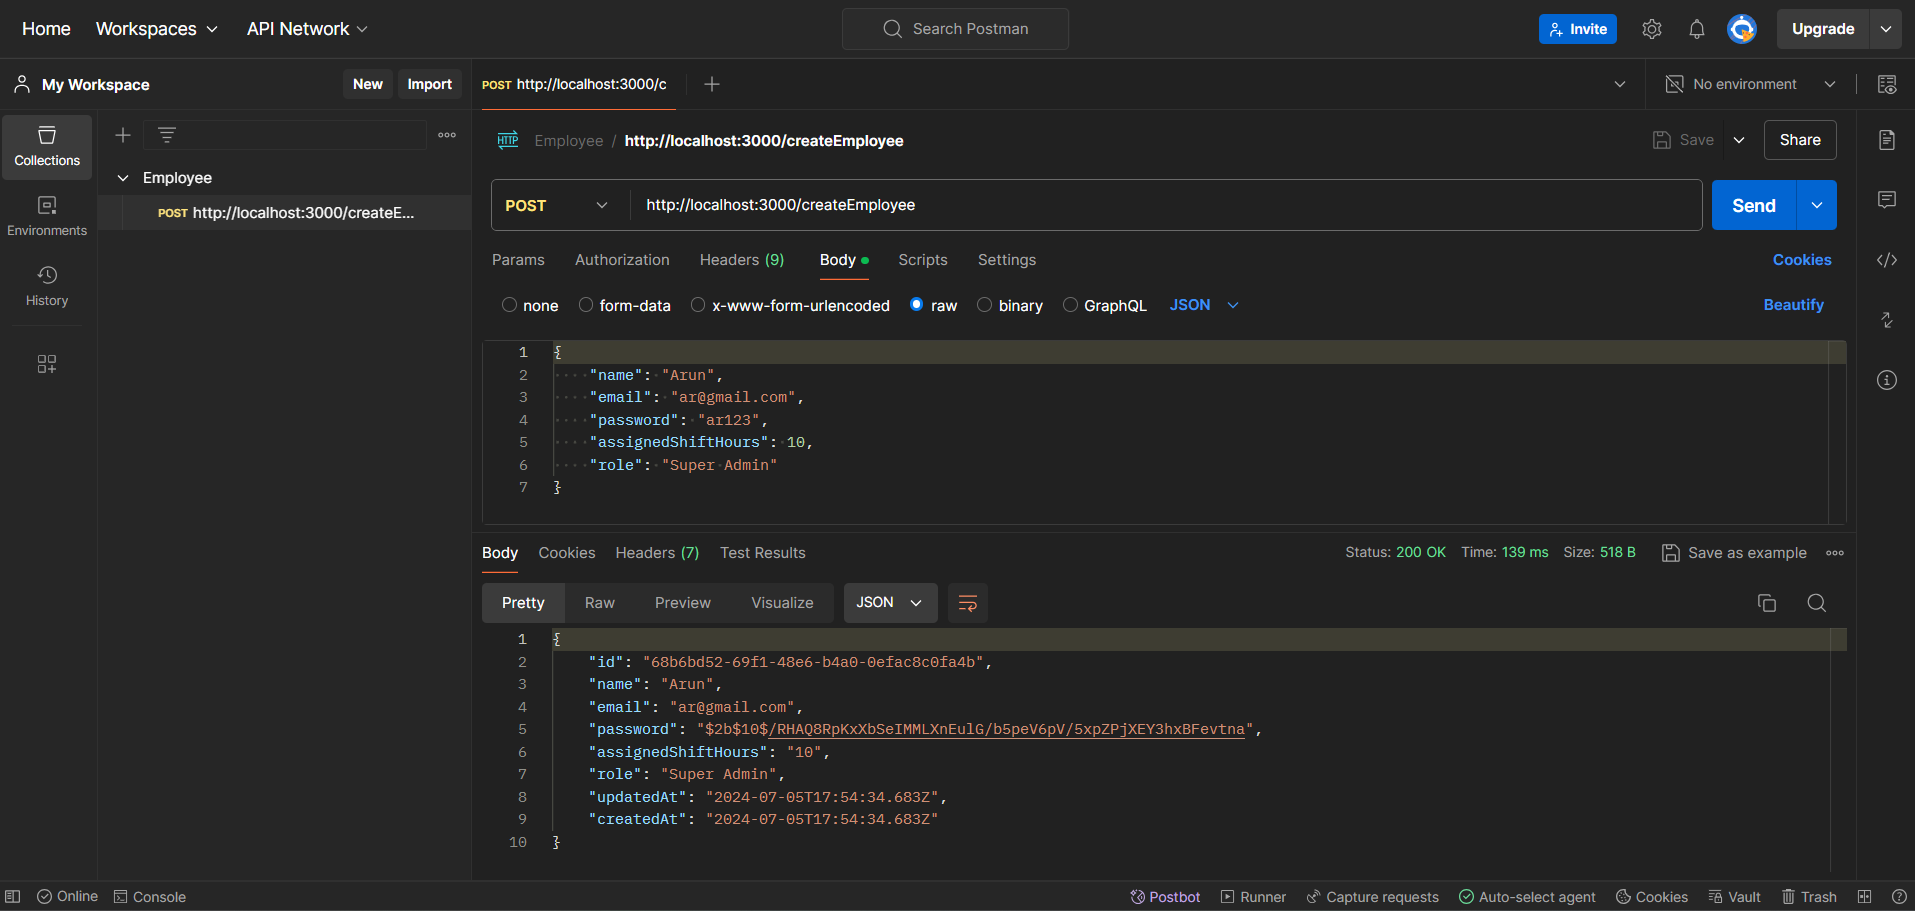 Home Workspaces API Network Search Postman Invite Upgrade
My Workspace New Import POST http://localhost:3000/c No environment
Collections
Environments
History
Employee
POST http://localhost:3000/createE...
HTTP Employee / http://localhost:3000/createEmployee Save Share
POST http://localhost:3000/createEmployee Send
Params Authorization Headers (9) Body Scripts Settings Cookies
none form-data x-www-form-urlencoded raw binary GraphQL JSON Beautify
1 {
2 "name": "Arun",
3 "email": "ar@gmail.com",
4 "password": "ar123",
5 "assignedShiftHours": 10,
6 "role": "Super Admin"
7 }
Body Cookies Headers (7) Test Results Status: 200 OK Time: 139 ms Size: 518 B Save as example
Pretty Raw Preview Visualize JSON
1 {
2 "id": "68b6bd52-69f1-48e6-b4a0-0efac8c0fa4b",
3 "name": "Arun",
4 "email": "ar@gmail.com",
5 "password": "$2b$10$/RHAQ8RpKxXbSeIMMLXnEulG/b5peV6pV/5xpZPjXEY3hxBFevtna",
6 "assignedShiftHours": "10",
7 "role": "Super Admin",
8 "updatedAt": "2024-07-05T17:54:34.683Z",
9 "createdAt": "2024-07-05T17:54:34.683Z"
10 }
Online Console Postbot Runner Capture requests Auto-select agent Cookies Vault Trash